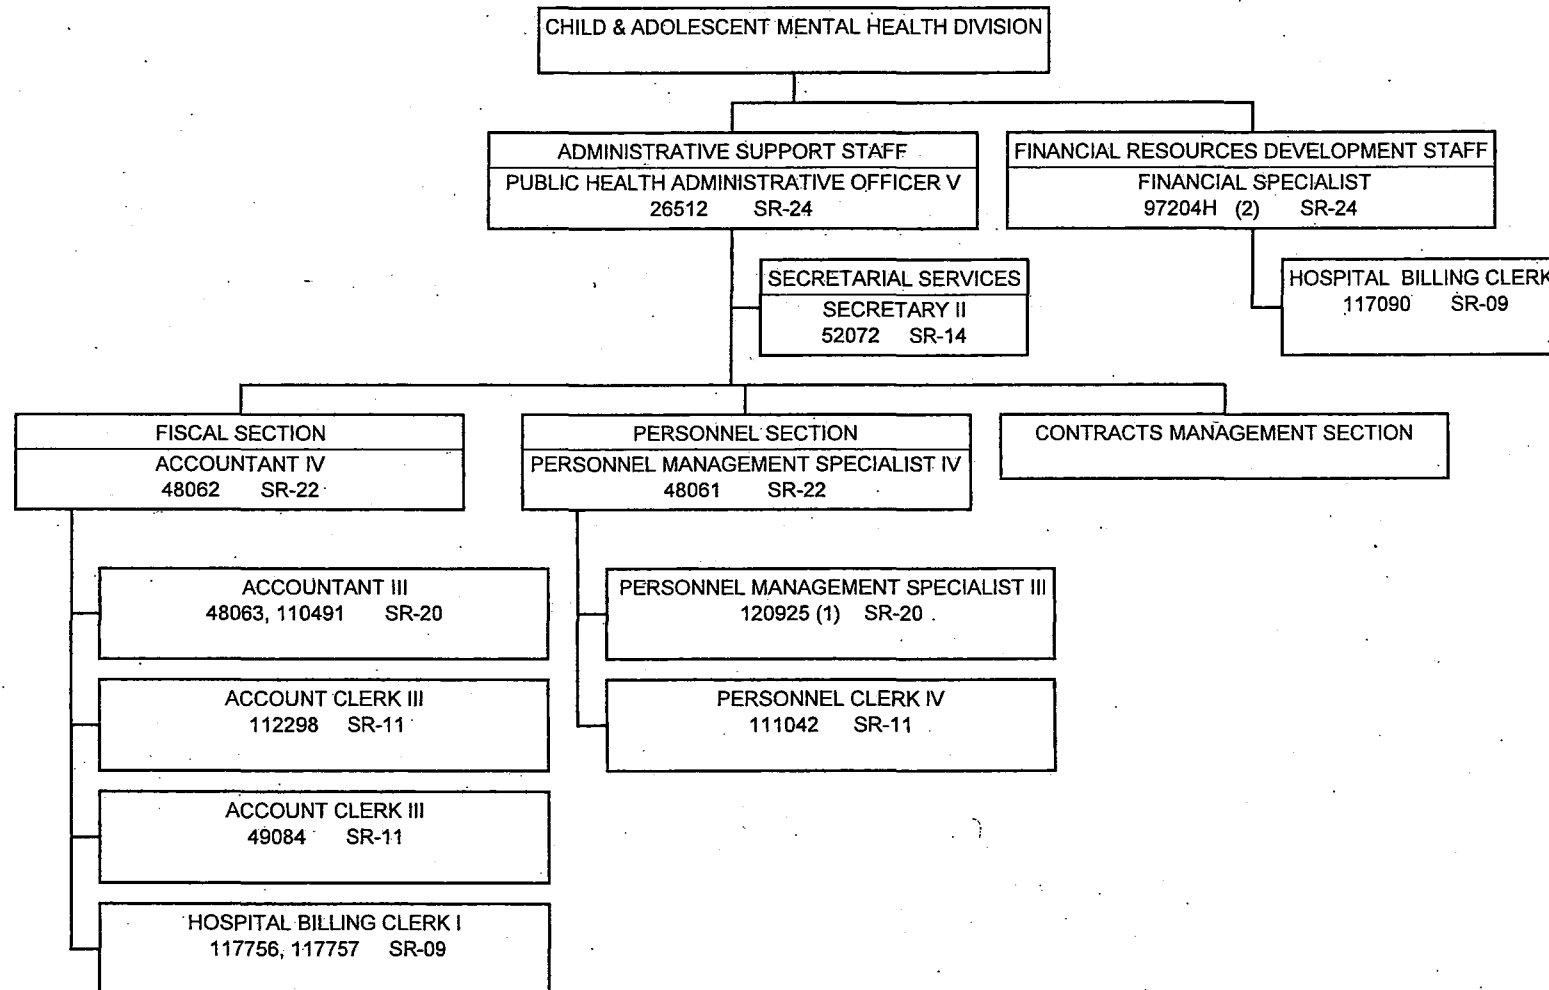 CHILD & ADOLESCENT MENTAL HEALTH DIVISION
ADMINISTRATIVE SUPPORT STAFF
PUBLIC HEALTH ADMINISTRATIVE OFFICER V
26512 SR-24
FINANCIAL RESOURCES DEVELOPMENT STAFF
FINANCIAL SPECIALIST
97204H (2) SR-24
SECRETARIAL SERVICES
SECRETARY II
52072 SR-14
HOSPITAL BILLING CLERK
117090 SR-09
FISCAL SECTION
ACCOUNTANT IV
48062 SR-22
PERSONNEL SECTION
PERSONNEL MANAGEMENT SPECIALIST IV
48061 SR-22
CONTRACTS MANAGEMENT SECTION
ACCOUNTANT III
48063, 110491 SR-20
PERSONNEL MANAGEMENT SPECIALIST III
120925 (1) SR-20
ACCOUNT CLERK III
112298 SR-11
PERSONNEL CLERK IV
111042 SR-11
ACCOUNT CLERK III
49084 SR-11
HOSPITAL BILLING CLERK I
117756, 117757 SR-09